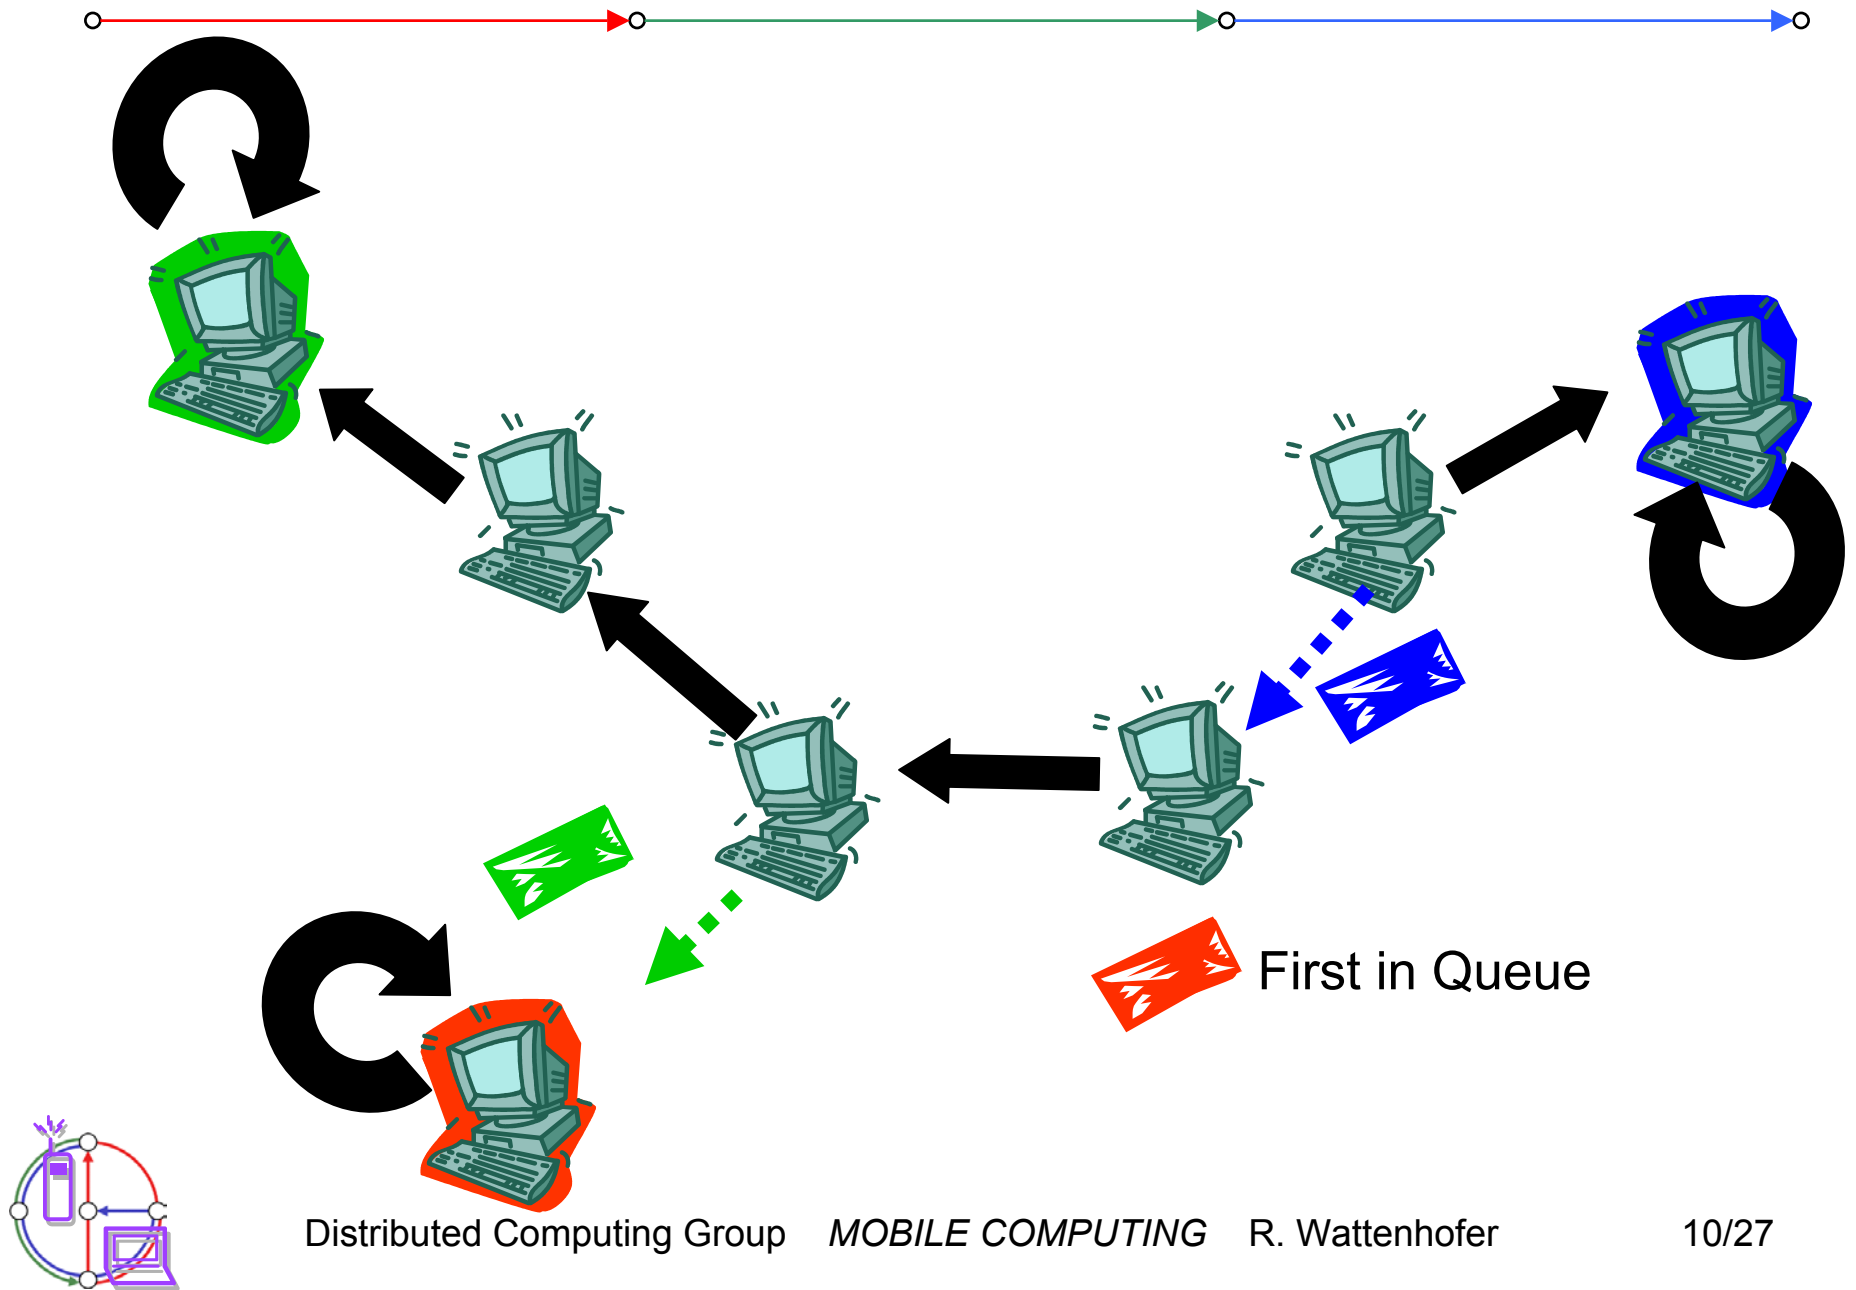 First in Queue
Distributed Computing Group MOBILE COMPUTING R. Wattenhofer 10/27